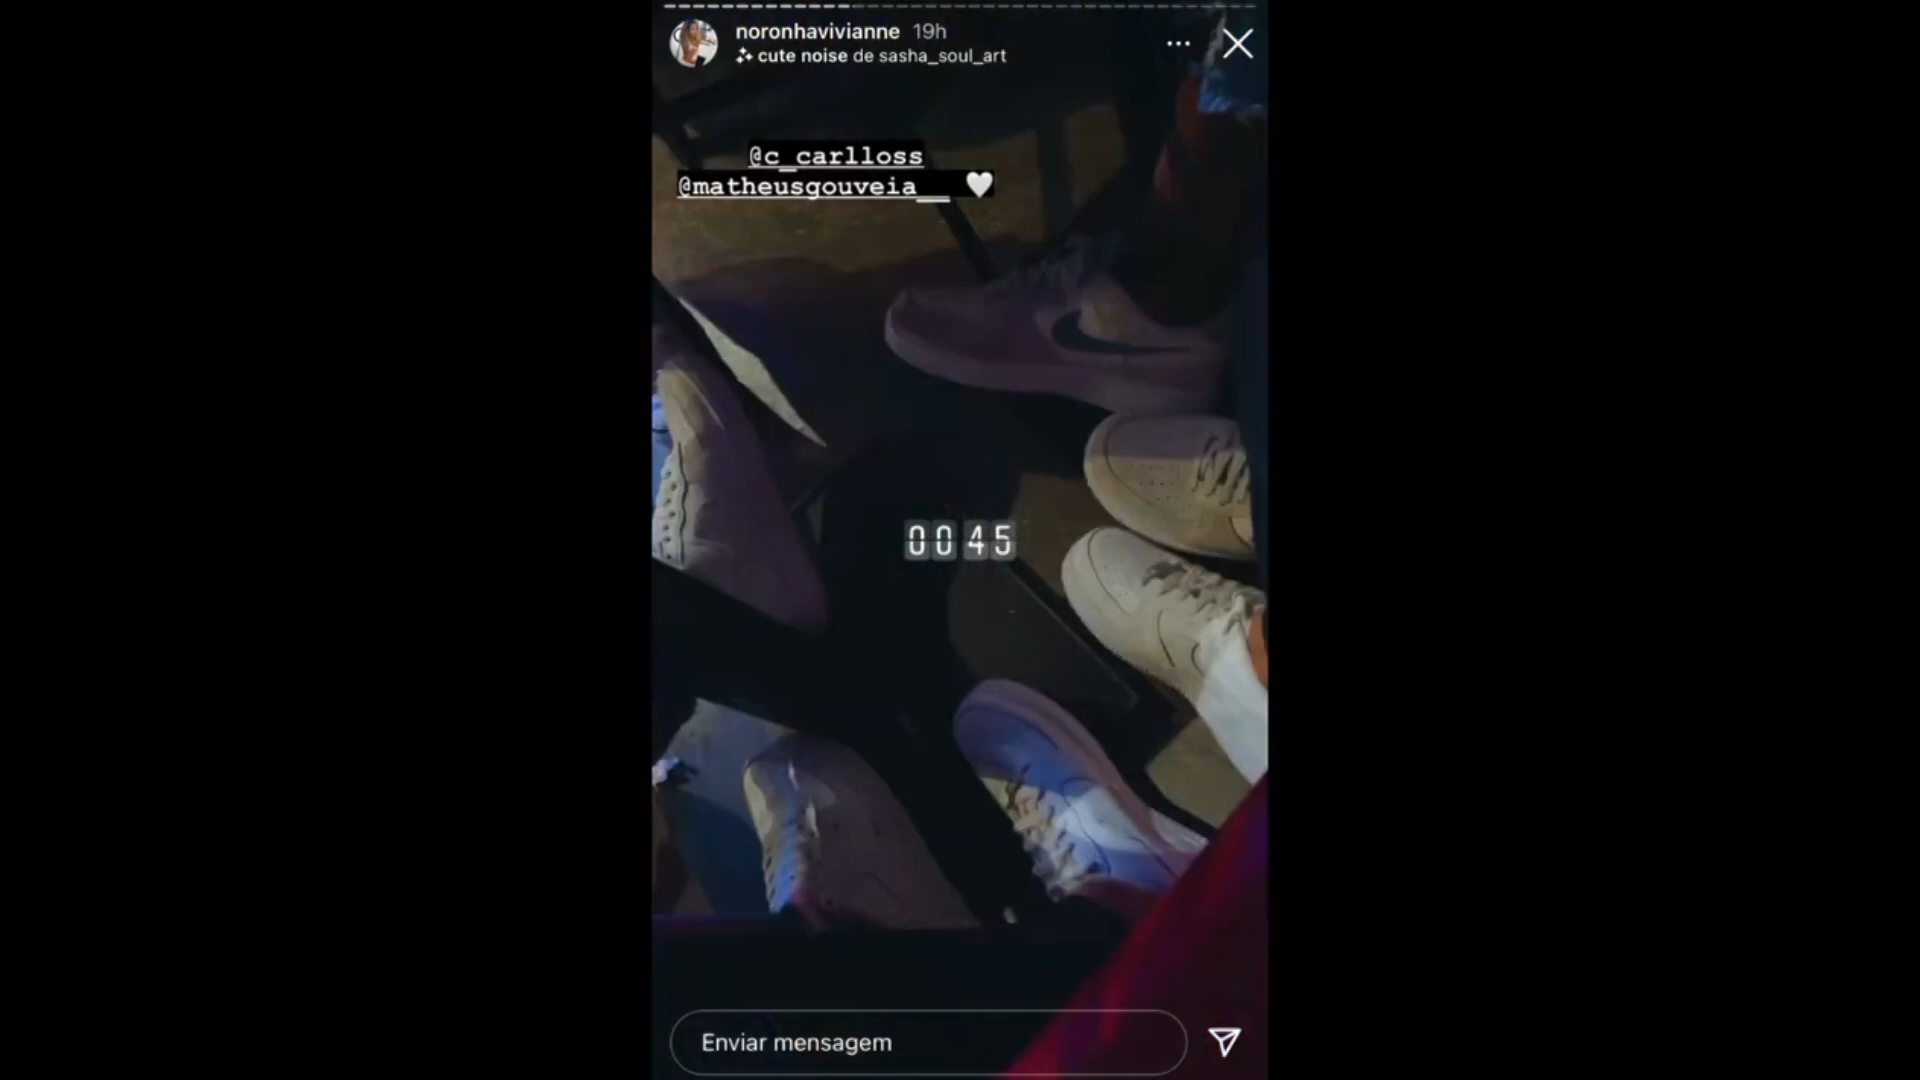 noronhavivianne 19h
cute noise de sasha_soul_art
@c_carlloss
@matheusgouveia__ 🤍
00 45
Enviar mensagem